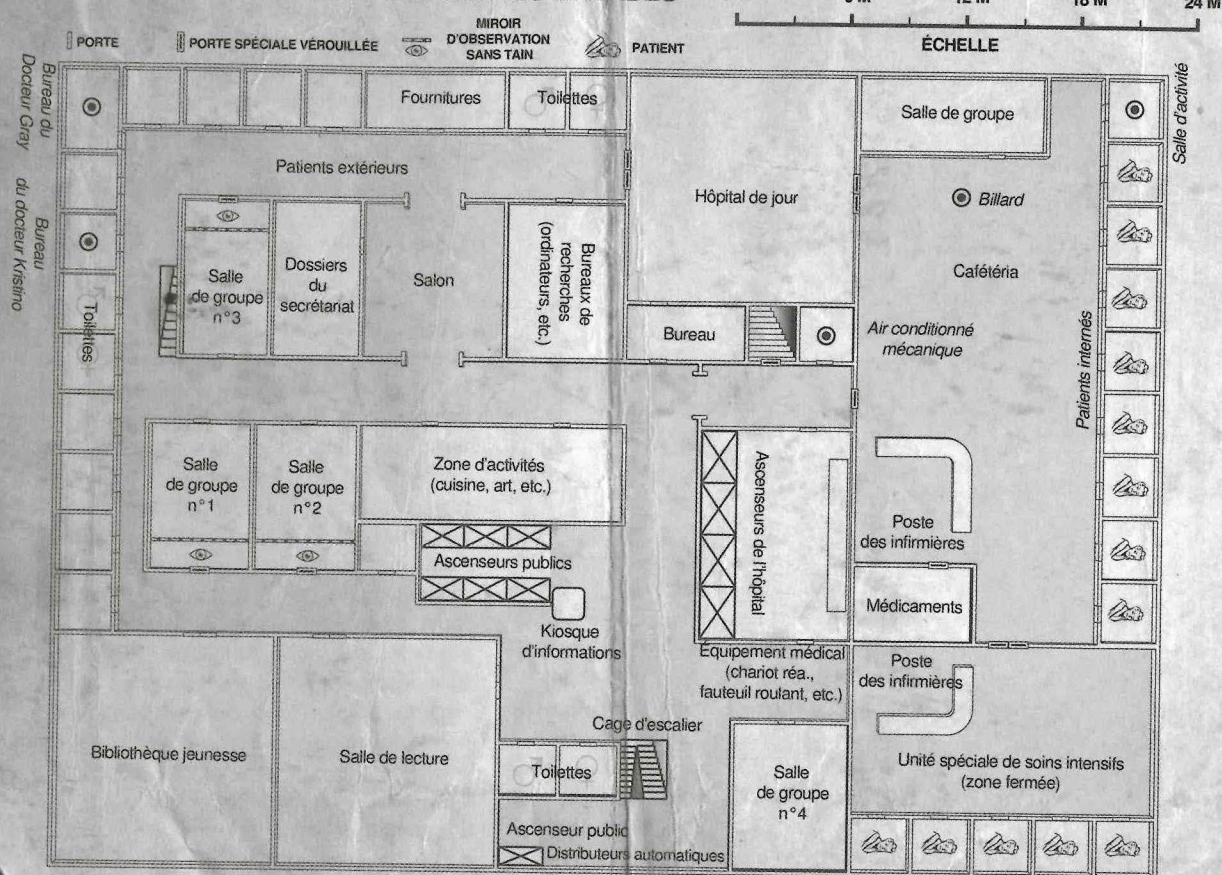 12 M
18 M
24 M
ÉCHELLE
PORTE
PORTE SPÉCIALE VÉROUILLÉE
MIROIR
D'OBSERVATION
SANS TAIN
PATIENT
Bureau du
Docteur Gray
Bureau
du docteur Kristino
Fournitures
Toilettes
Salle de groupe
Salle d'activité
Patients extérieurs
Hôpital de jour
Billard
Salle
de groupe
n°3
Dossiers
du
secrétariat
Salon
Bureaux de
recherches
(ordinateurs, etc.)
Cafétéria
Toilettes
Bureau
Air conditionné
mécanique
Patients internés
Salle
de groupe
n°1
Salle
de groupe
n°2
Zone d'activités
(cuisine, art, etc.)
Ascenseurs de l'hôpital
Poste
des infirmières
Ascenseurs publics
Médicaments
Kiosque
d'informations
Équipement médical
(chariot réa.,
fauteuil roulant, etc.)
Poste
des infirmières
Cage d'escalier
Bibliothèque jeunesse
Salle de lecture
Toilettes
Salle
de groupe
n°4
Unité spéciale de soins intensifs
(zone fermée)
Ascenseur public
Distributeurs automatiques